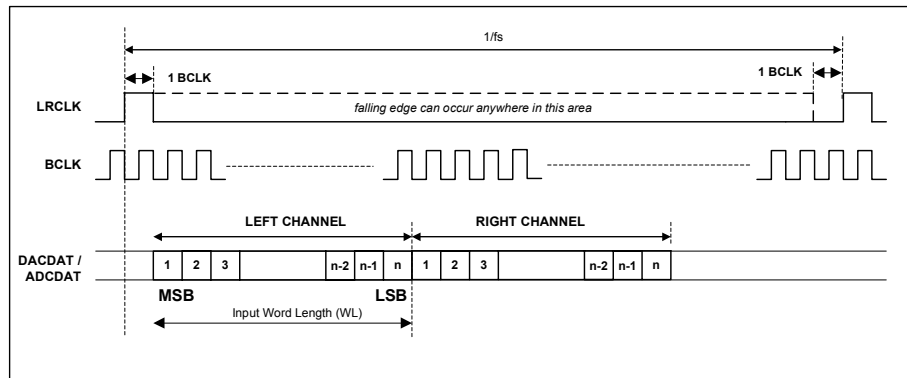 1/fs
1 BCLK
1 BCLK
LRCLK
falling edge can occur anywhere in this area
BCLK
LEFT CHANNEL
RIGHT CHANNEL
DACDAT /
ADCDAT
1 2 3 n-2 n-1 n 1 2 3 n-2 n-1 n
MSB
LSB
Input Word Length (WL)